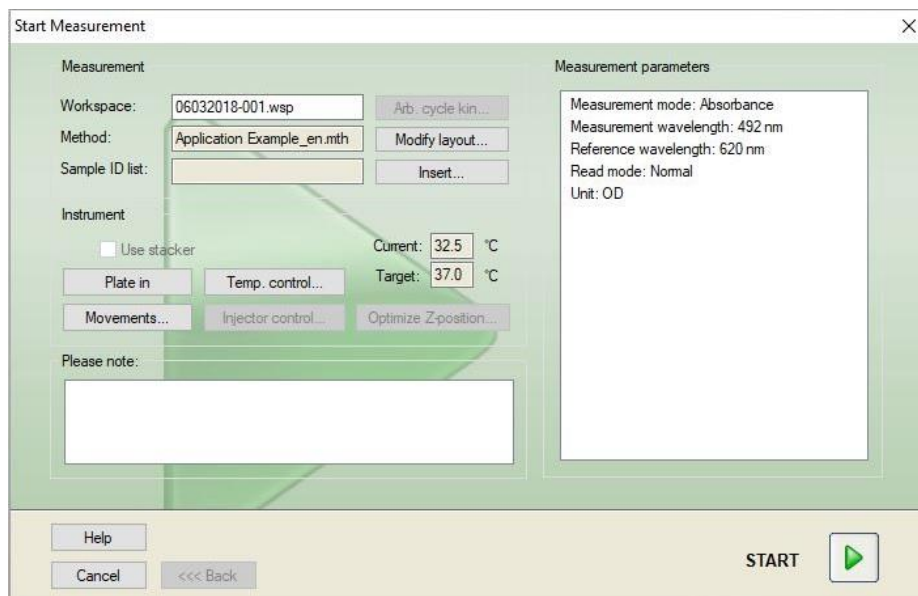 Start Measurement
Measurement
Workspace: 06032018-001.wsp Arb. cycle kin...
Method: Application Example_en.mth Modify layout...
Sample ID list: Insert...
Instrument
Use stacker
Current: 32.5 °C
Target: 37.0 °C
Plate in Temp. control...
Movements... Injector control... Optimize Z-position...
Please note:
Measurement parameters
Measurement mode: Absorbance
Measurement wavelength: 492 nm
Reference wavelength: 620 nm
Read mode: Normal
Unit: OD
Help
Cancel <<< Back
START